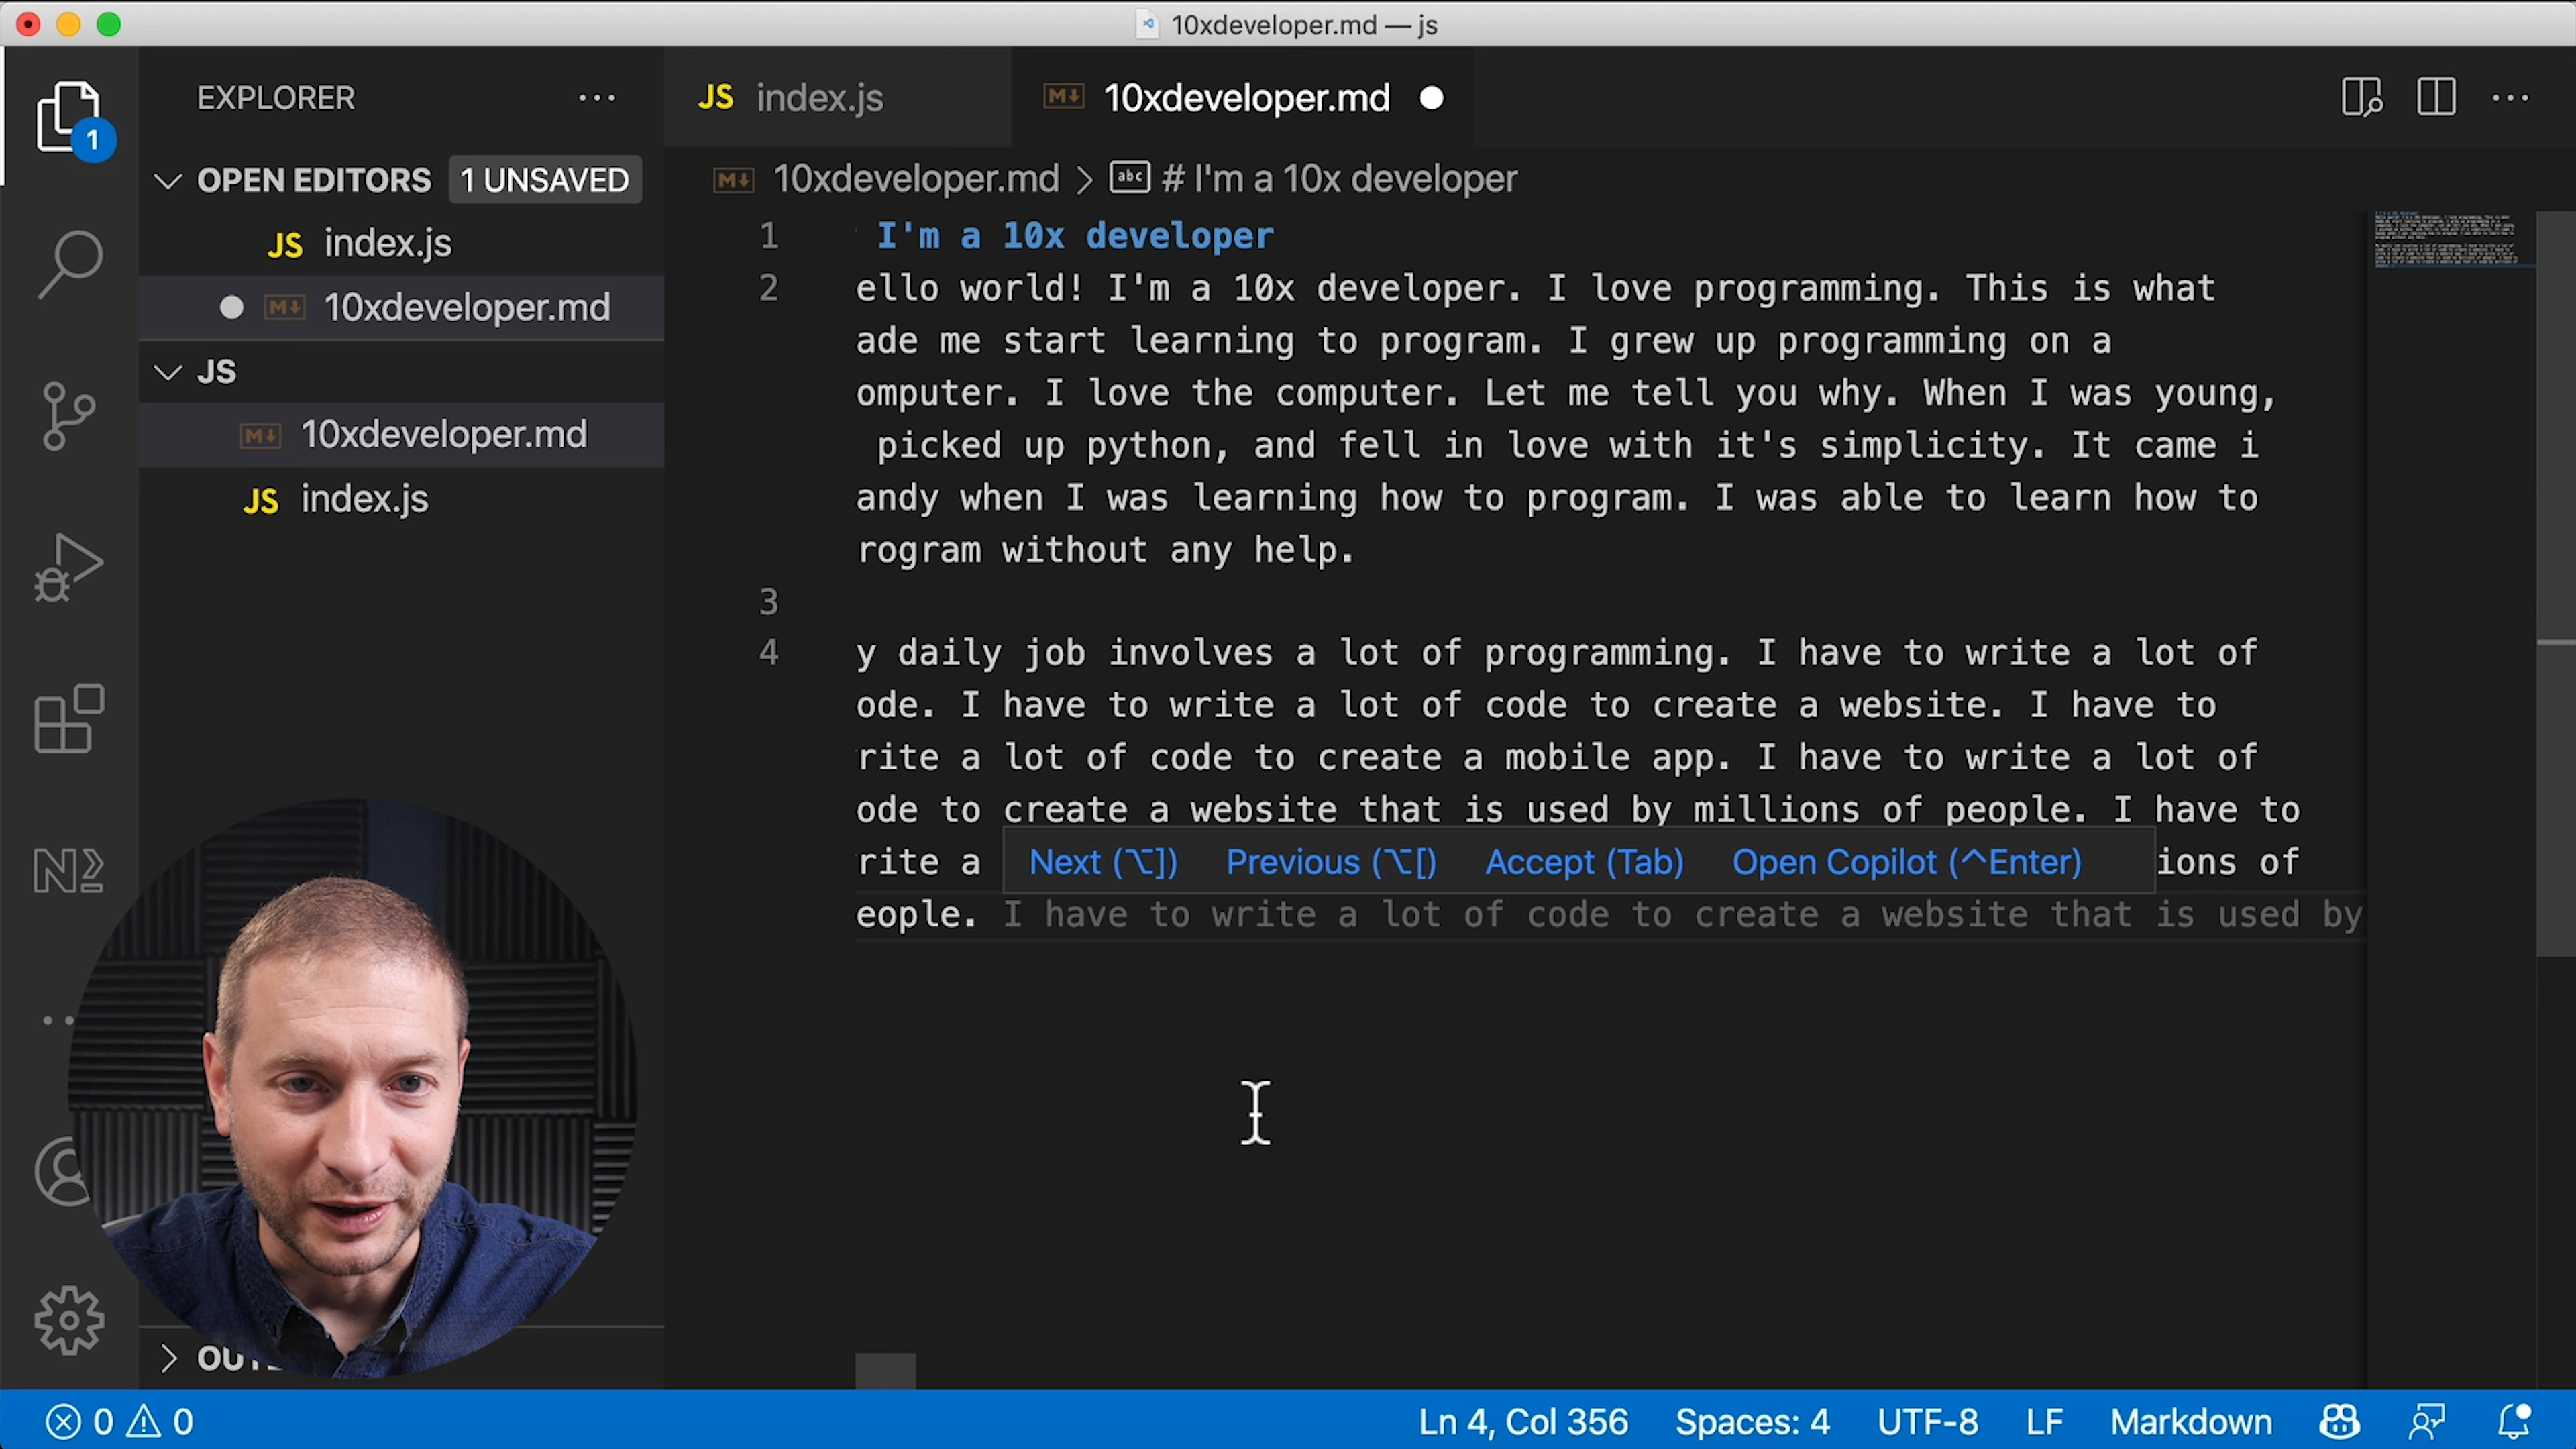 10xdeveloper.md — js
1
EXPLORER
OPEN EDITORS 1 UNSAVED
JS index.js
M↓ 10xdeveloper.md
JS
M↓ 10xdeveloper.md
JS index.js
JS index.js M↓ 10xdeveloper.md
M↓ 10xdeveloper.md > abc # I'm a 10x developer
1 I'm a 10x developer
2 ello world! I'm a 10x developer. I love programming. This is what
ade me start learning to program. I grew up programming on a
omputer. I love the computer. Let me tell you why. When I was young,
picked up python, and fell in love with it's simplicity. It came i
andy when I was learning how to program. I was able to learn how to
rogram without any help.
3
4 y daily job involves a lot of programming. I have to write a lot of
ode. I have to write a lot of code to create a website. I have to
rite a lot of code to create a mobile app. I have to write a lot of
ode to create a website that is used by millions of people. I have to
rite a ions of
Next (⌥]) Previous (⌥[) Accept (Tab) Open Copilot (^Enter)
eople. I have to write a lot of code to create a website that is used by
0 0
Ln 4, Col 356 Spaces: 4 UTF-8 LF Markdown